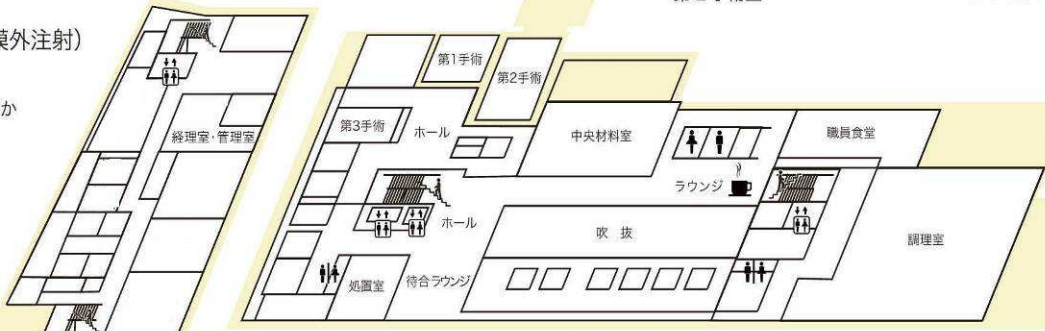 膜外注射)
か
第1手術
第2手術
第3手術
ホール
中央材料室
職員食堂
経理室・管理室
ラウンジ
ホール
吹 抜
調理室
処置室
待合ラウンジ